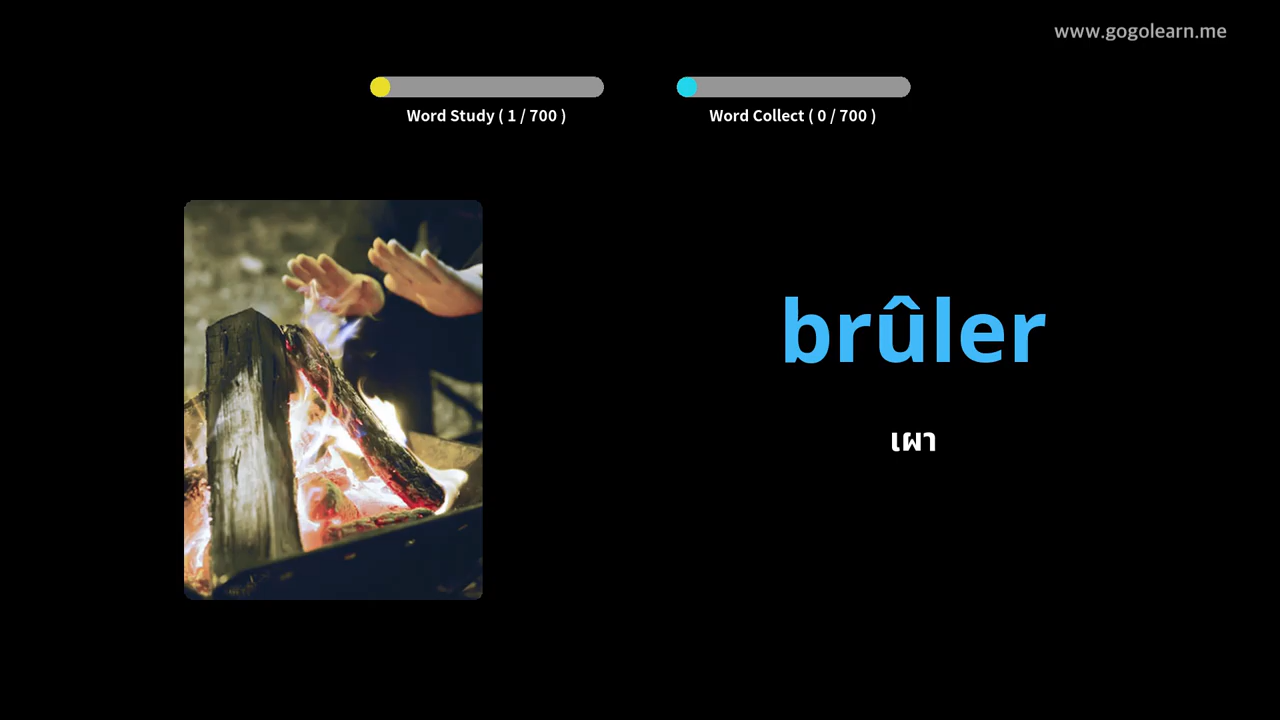 www.gogolearn.me
Word Study ( 1 / 700 )
Word Collect ( 0 / 700 )
brûler
เผา